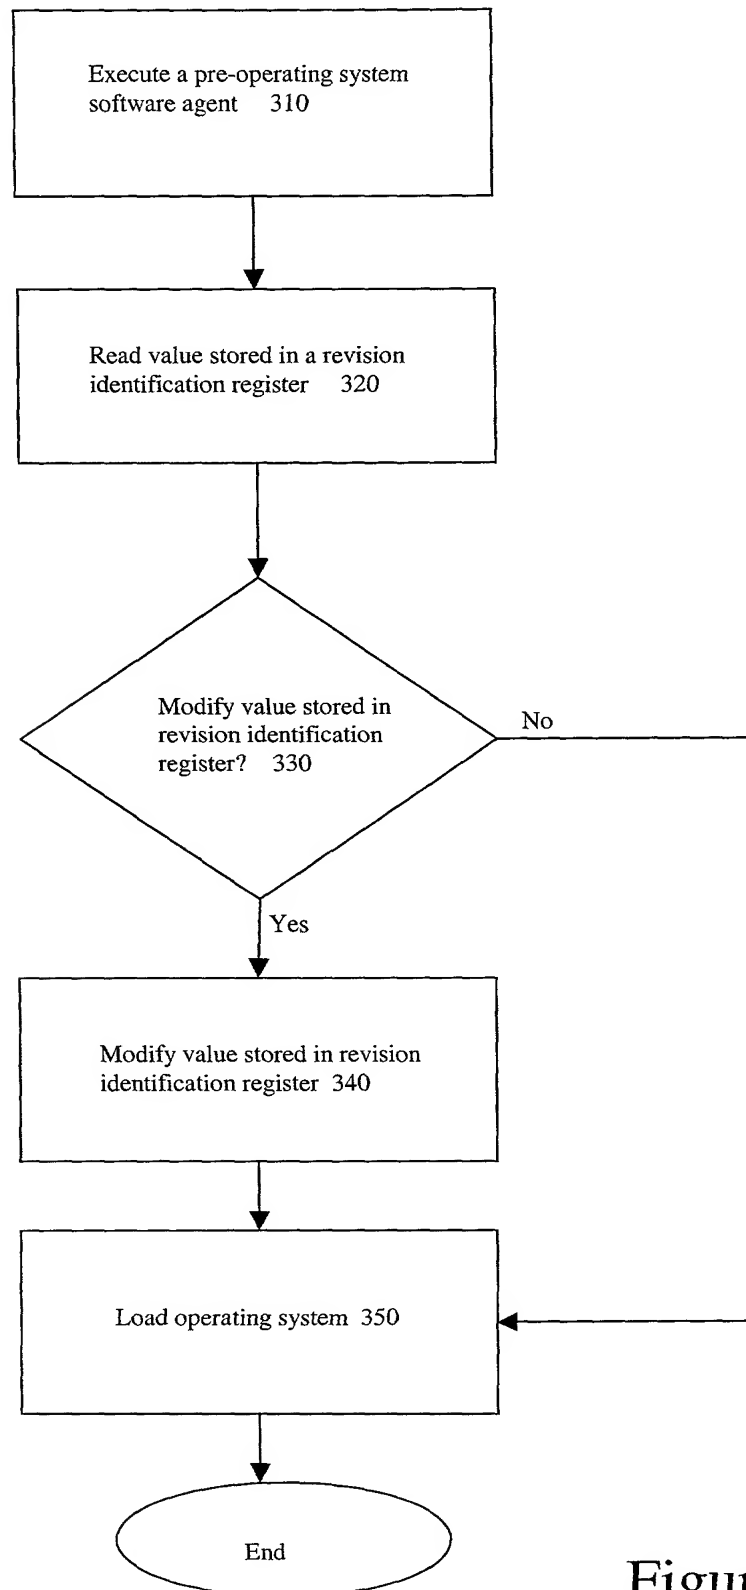 Execute a pre-operating system
software agent 310
Read value stored in a revision
identification register 320
Modify value stored in
revision identification
register? 330
No
Yes
Modify value stored in revision
identification register 340
Load operating system 350
End